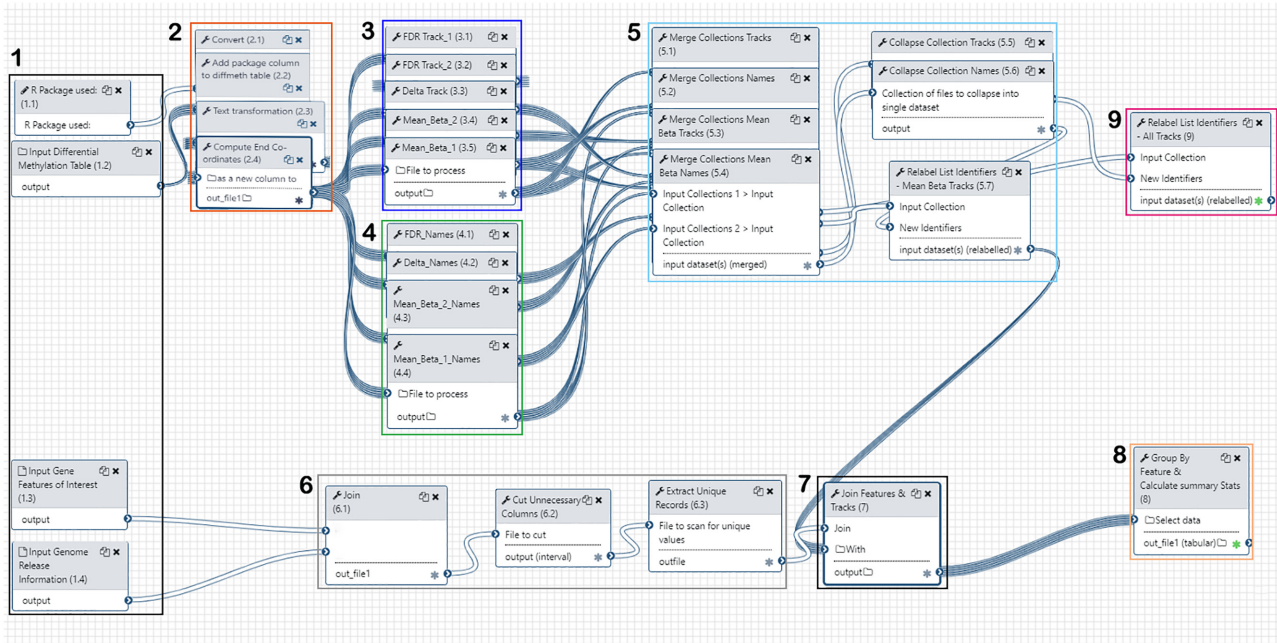 1
R Package used:
(1.1)
R Package used:
Input Differential
Methylation Table (1.2)
output
Input Gene
Features of Interest
(1.3)
output
Input Genome
Release
Information (1.4)
output
2
Convert (2.1)
Add package column
to diffmeth table (2.2)
Text transformation (2.3)
Compute End Co-
ordinates (2.4)
as a new column to
out_file1
3
FDR Track_1 (3.1)
FDR Track_2 (3.2)
Delta Track (3.3)
Mean_Beta_2 (3.4)
Mean_Beta_1 (3.5)
File to process
output
4
FDR_Names (4.1)
Delta_Names (4.2)
Mean_Beta_2_Names
(4.3)
Mean_Beta_1_Names
(4.4)
File to process
output
5
Merge Collections Tracks
(5.1)
Merge Collections Names
(5.2)
Merge Collections Mean
Beta Tracks (5.3)
Merge Collections Mean
Beta Names (5.4)
Input Collections 1 > Input
Collection
Input Collections 2 > Input
Collection
input dataset(s) (merged)
Collapse Collection Tracks (5.5)
Collapse Collection Names (5.6)
Collection of files to collapse into
single dataset
output
Relabel List Identifiers
- Mean Beta Tracks (5.7)
Input Collection
New Identifiers
input dataset(s) (relabelled)
6
Join
(6.1)
out_file1
Cut Unnecessary
Columns (6.2)
File to cut
output (interval)
Extract Unique
Records (6.3)
File to scan for unique
values
outfile
7
Join Features &
Tracks (7)
Join
With
output
8
Group By
Feature &
Calculate summary Stats
(8)
Select data
out_file1 (tabular)
9
Relabel List Identifiers
- All Tracks (9)
Input Collection
New Identifiers
input dataset(s) (relabelled)